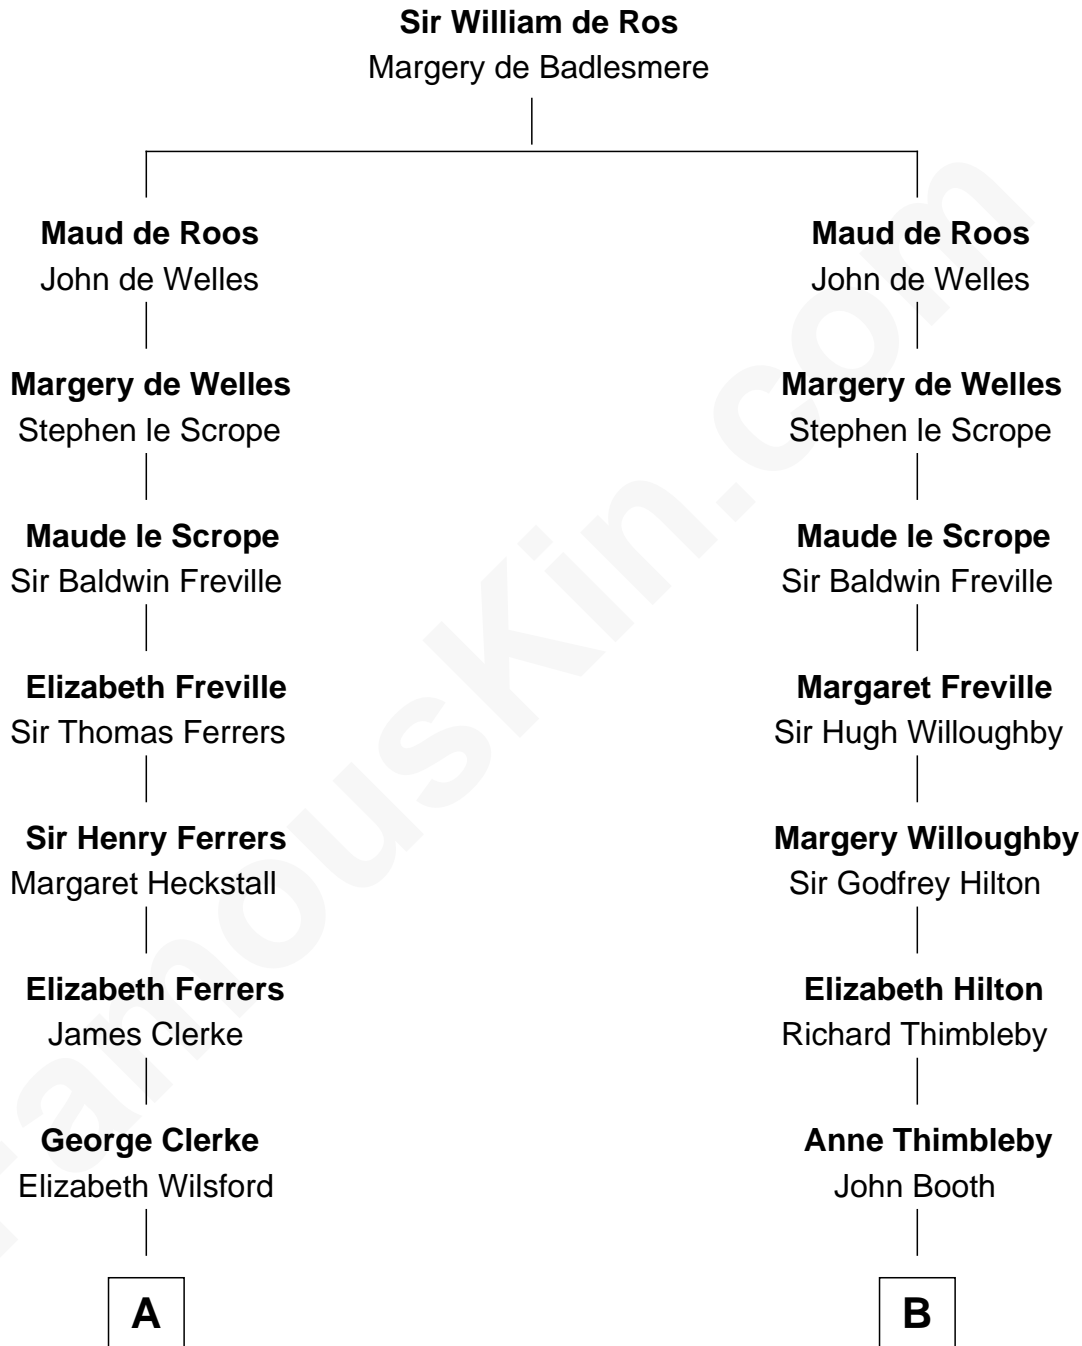 Sir William de Ros
Margery de Badlesmere
Maud de Roos
John de Welles
Margery de Welles
Stephen le Scrope
Maude le Scrope
Sir Baldwin Freville
Elizabeth Freville
Sir Thomas Ferrers
Sir Henry Ferrers
Margaret Heckstall
Elizabeth Ferrers
James Clerke
George Clerke
Elizabeth Wilsford
A
Maud de Roos
John de Welles
Margery de Welles
Stephen le Scrope
Maude le Scrope
Sir Baldwin Freville
Margaret Freville
Sir Hugh Willoughby
Margery Willoughby
Sir Godfrey Hilton
Elizabeth Hilton
Richard Thimbleby
Anne Thimbleby
John Booth
B
FamousKin.com